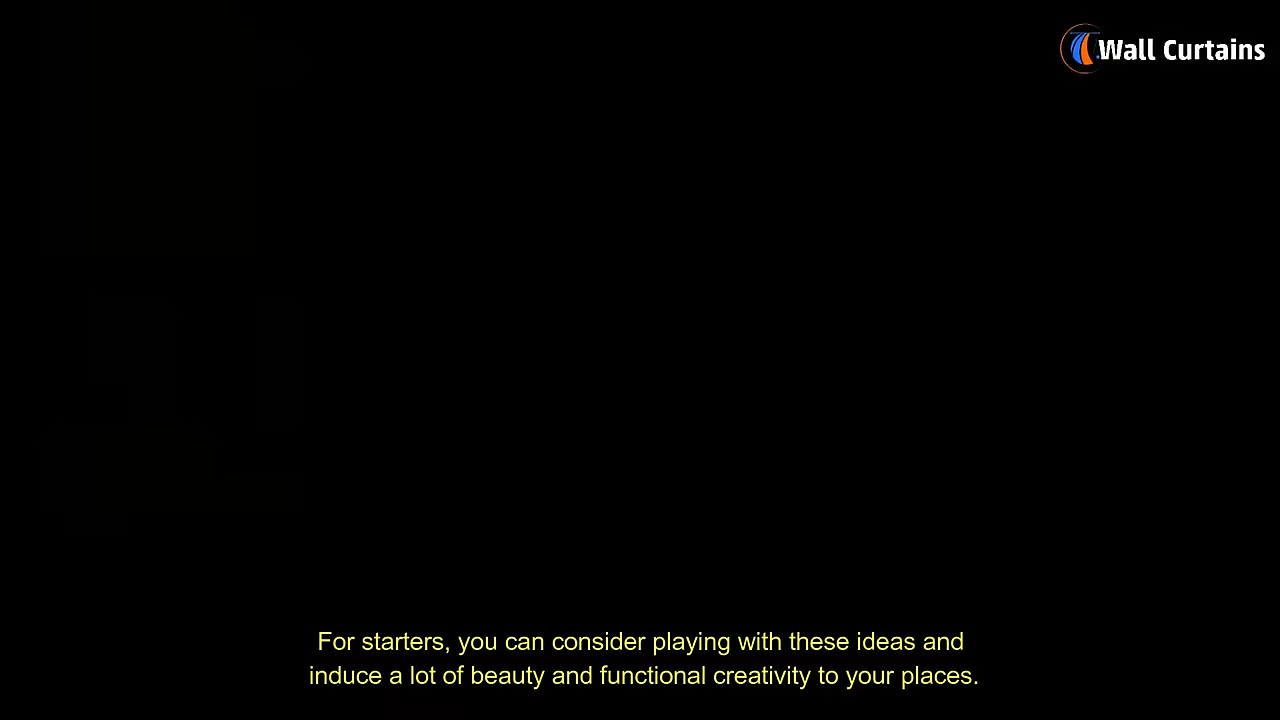 Wall Curtains
For starters, you can consider playing with these ideas and
induce a lot of beauty and functional creativity to your places.